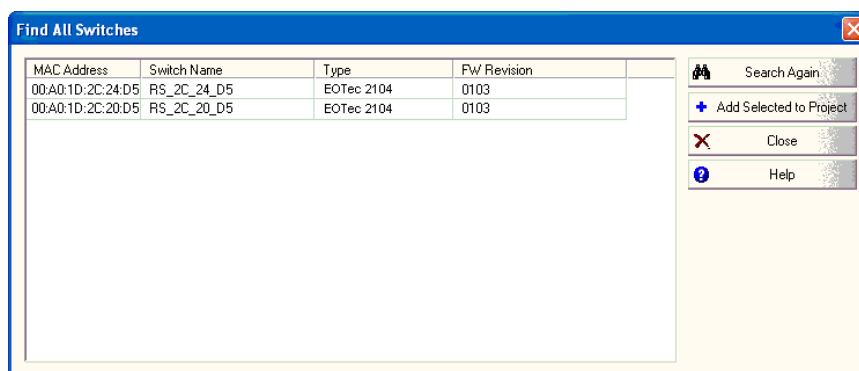 Find All Switches
MAC Address Switch Name Type FW Revision
00:A0:1D:2C:24:D5 RS_2C_24_D5 EOTec 2104 0103
00:A0:1D:2C:20:D5 RS_2C_20_D5 EOTec 2104 0103
Search Again
Add Selected to Project
Close
Help